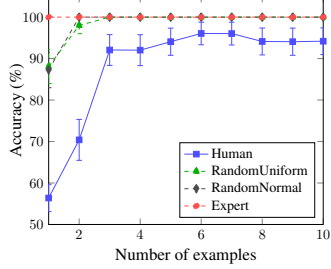 100
90
80
70
60
50
Accuracy (%)
Human
RandomUniform
RandomNormal
Expert
2
4
6
8
10
Number of examples